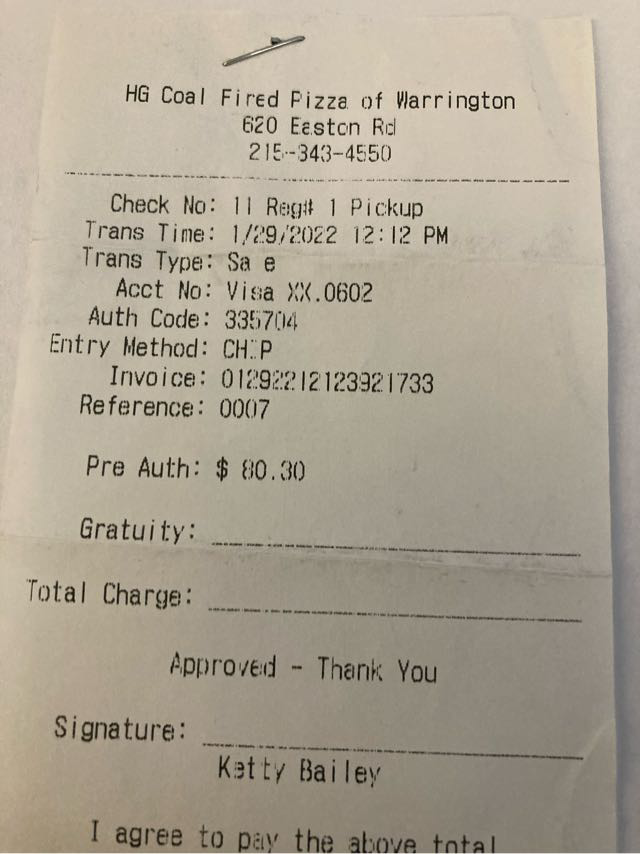 HG Coal Fired Pizza of Warrington
620 Easton Rd
215-343-4550
Check No: 11 Reg# 1 Pickup
Trans Time: 1/29/2022 12:12 PM
Trans Type: Sa e
Acct No: Visa XX.0602
Auth Code: 335704
Entry Method: CHIP
Invoice: 01292212123921733
Reference: 0007
Pre Auth: $ 80.30
Gratuity:
Total Charge:
Approved - Thank You
Signature:
Ketty Bailey
I agree to pay the above total